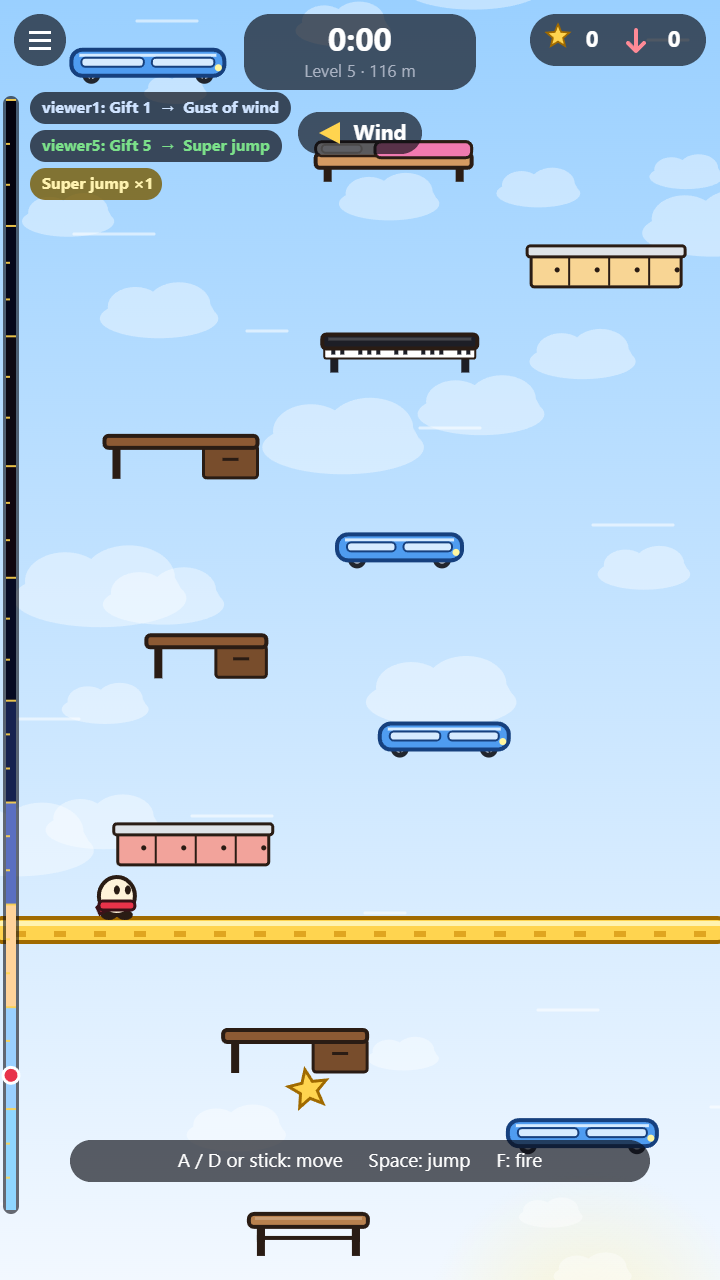 0:00
Level 5 · 116 m
0
0
viewer1: Gift 1 → Gust of wind
Wind
viewer5: Gift 5 → Super jump
Super jump ×1
A / D or stick: move Space: jump F: fire